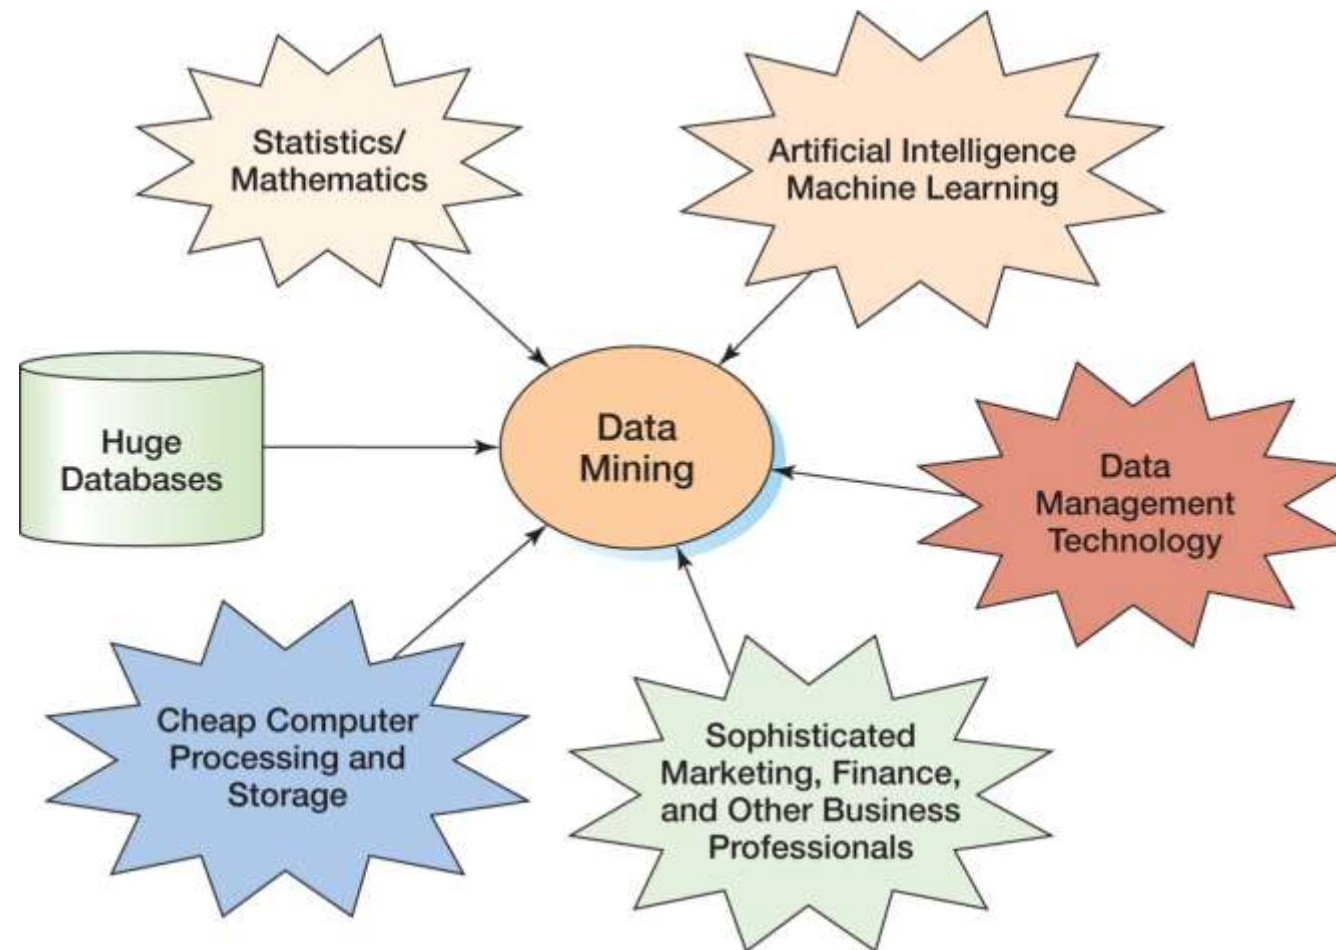 Statistics/
Mathematics
Artificial Intelligence
Machine Learning
Huge
Databases
Data
Mining
Data
Management
Technology
Cheap Computer
Processing and
Storage
Sophisticated
Marketing, Finance,
and Other Business
Professionals